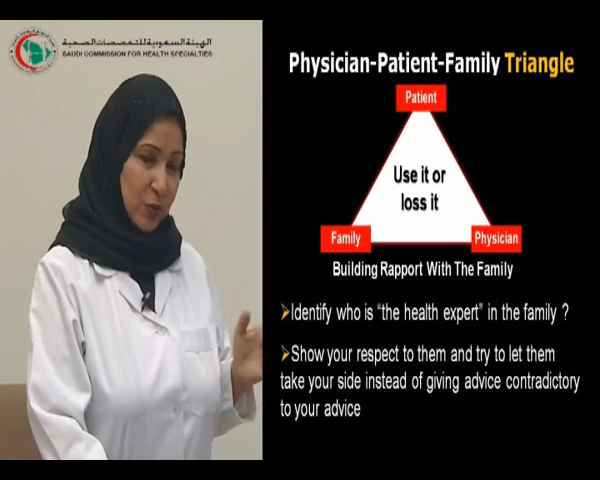 الهيئة السعودية للتخصصات الصحية
SAUDI COMMISSION FOR HEALTH SPECIALTIES
Physician-Patient-Family Triangle
Patient
Use it or
loss it
Family
Physician
Building Rapport With The Family
➢Identify who is “the health expert” in the family ?
➢Show your respect to them and try to let them
take your side instead of giving advice contradictory
to your advice